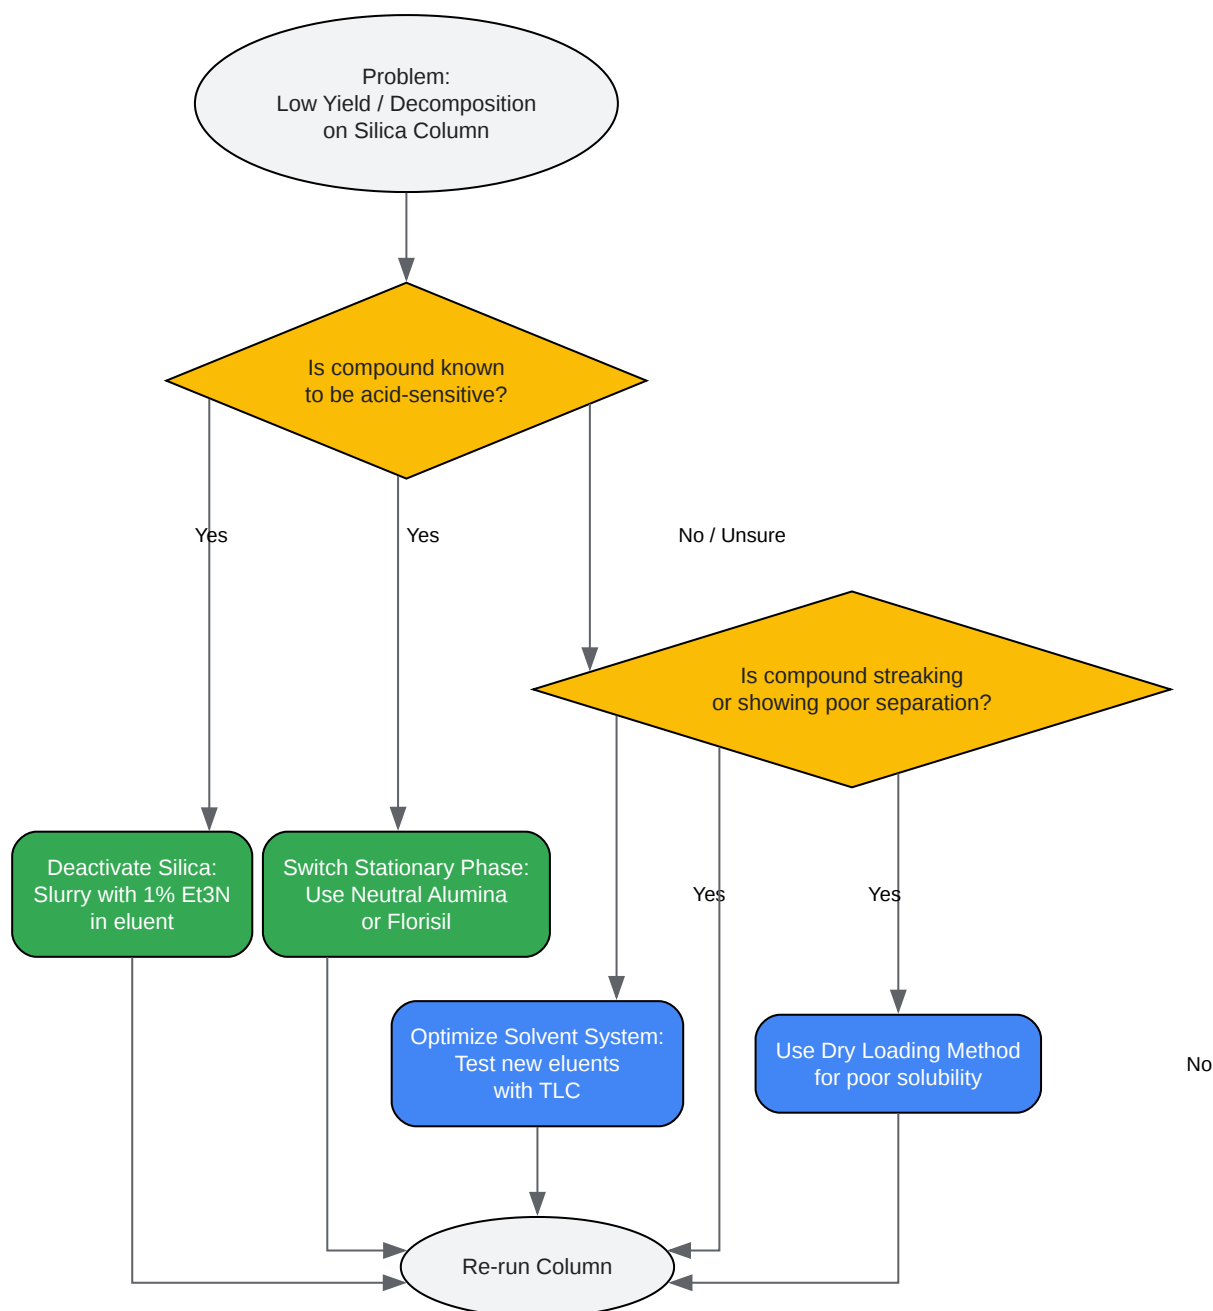 Problem:
Low Yield / Decomposition
on Silica Column
Is compound known
to be acid-sensitive?
Yes
Yes
No / Unsure
Is compound streaking
or showing poor separation?
Deactivate Silica:
Slurry with 1% Et3N
in eluent
Switch Stationary Phase:
Use Neutral Alumina
or Florisil
Yes
Yes
Optimize Solvent System:
Test new eluents
with TLC
Use Dry Loading Method
for poor solubility
No
Re-run Column